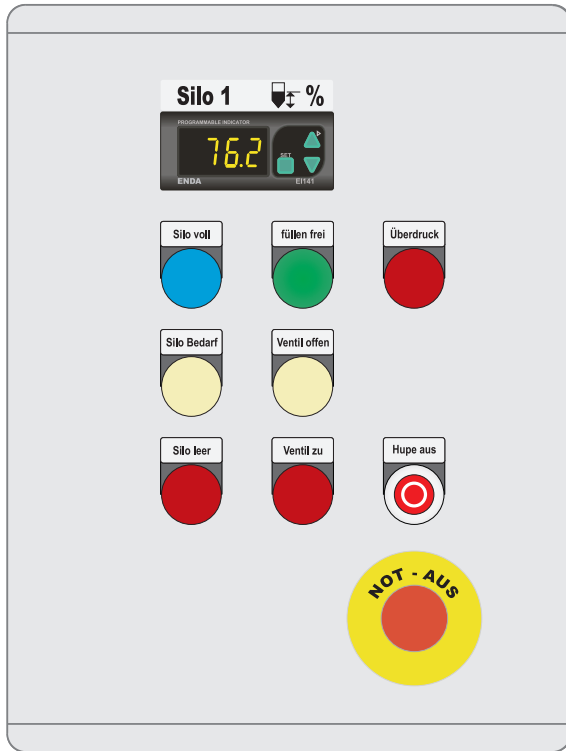 Silo 1 %
PROGRAMMABLE INDICATOR
76.2
SET
ENDA EI141
Silo voll füllen frei Überdruck
Silo Bedarf Ventil offen
Silo leer Ventil zu Hupe aus
NOT - AUS